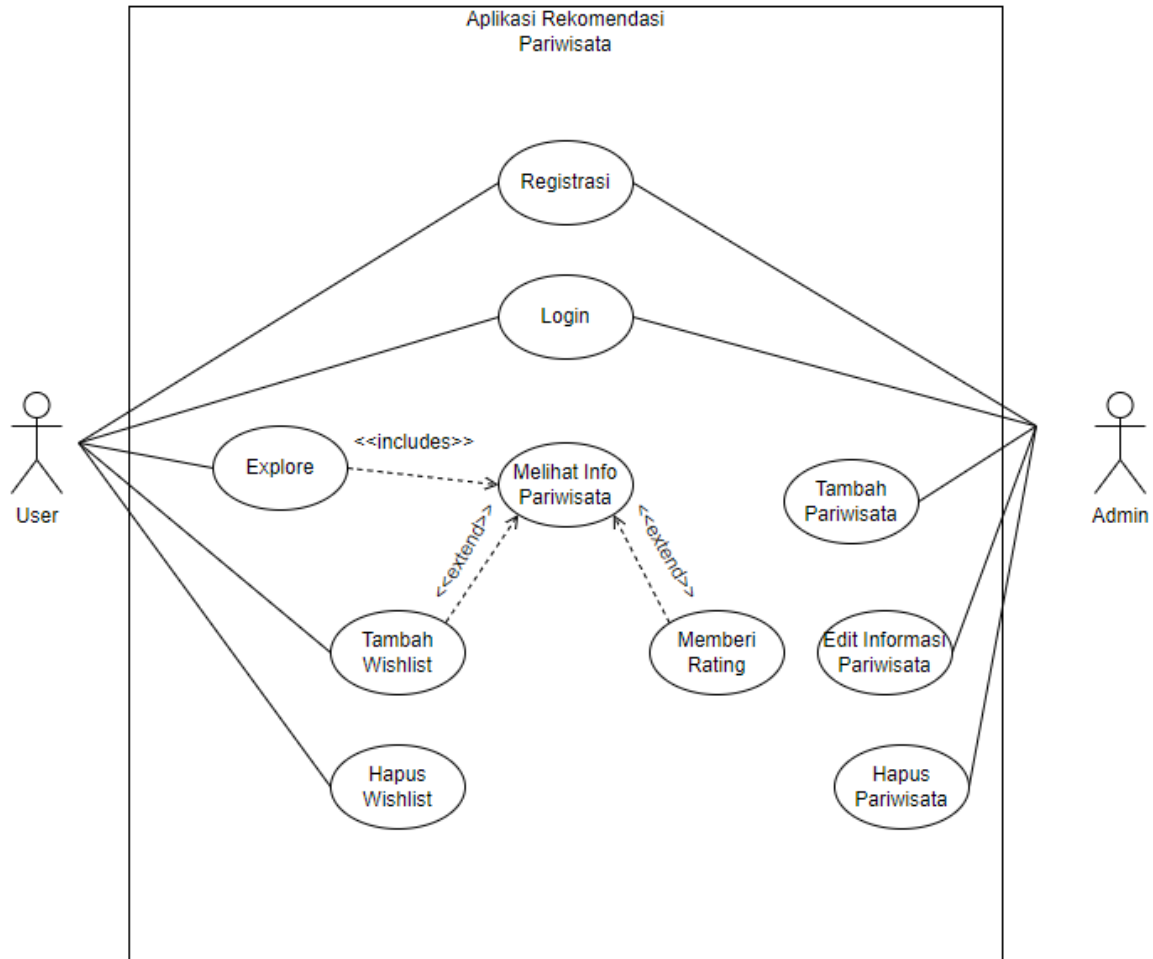 Aplikasi Rekomendasi
Pariwisata
Registrasi
Login
<<includes>>
Explore
Melihat Info
Pariwisata
Tambah
Pariwisata
User
Admin
<<extend>>
<<extend>>
Tambah
Wishlist
Memberi
Rating
Edit Informasi
Pariwisata
Hapus
Wishlist
Hapus
Pariwisata